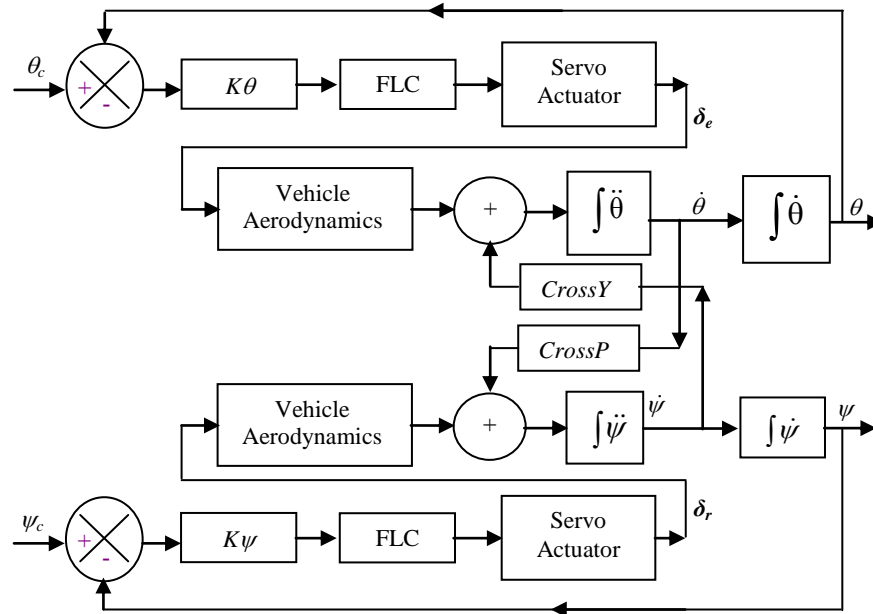 θc
+
-
Kθ
FLC
Servo
Actuator
δe
Vehicle
Aerodynamics
+
∫θ̈
θ̇
∫θ̇
θ
CrossY
CrossP
Vehicle
Aerodynamics
+
∫ψ̈
ψ̇
∫ψ̇
ψ
ψc
+
-
Kψ
FLC
Servo
Actuator
δr